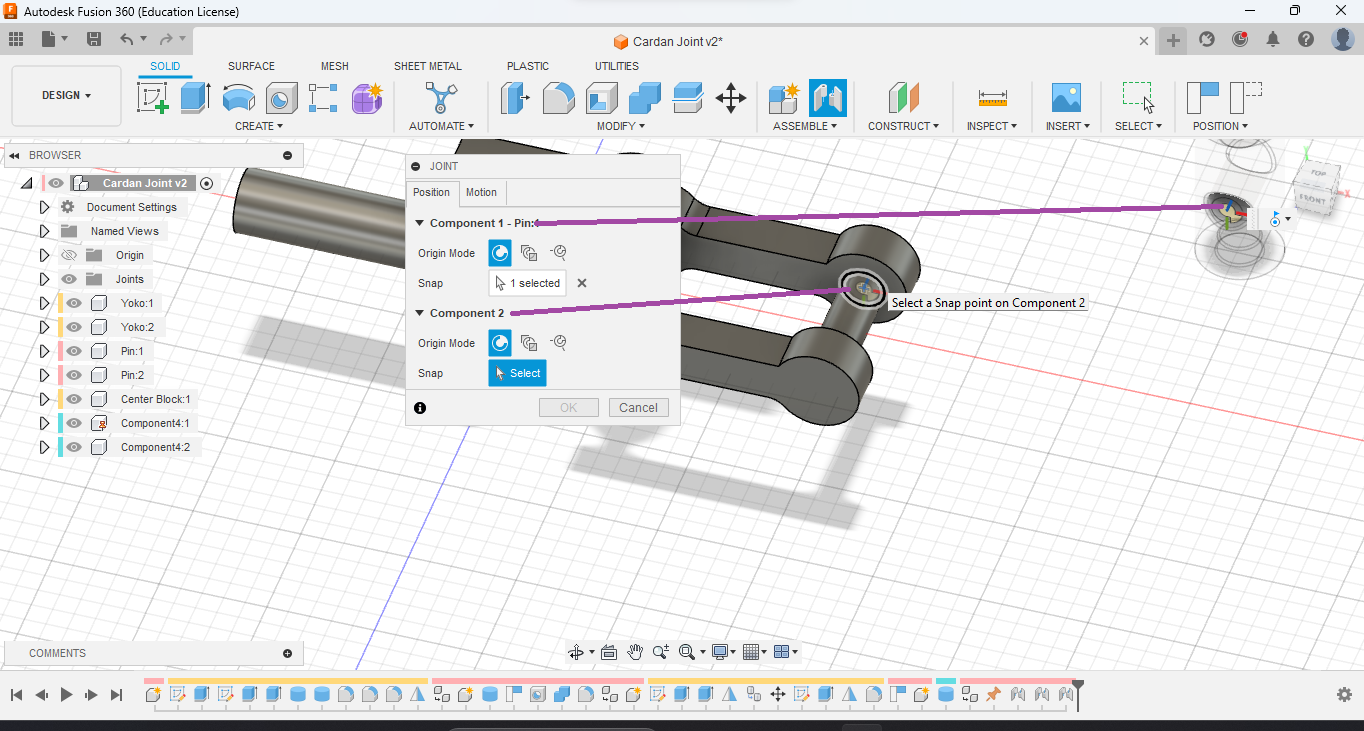 Autodesk Fusion 360 (Education License)
Cardan Joint v2*
SOLID SURFACE MESH SHEET METAL PLASTIC UTILITIES
DESIGN
CREATE AUTOMATE MODIFY ASSEMBLE CONSTRUCT INSPECT INSERT SELECT POSITION
BROWSER
Cardan Joint v2
Document Settings
Named Views
Origin
Joints
Yoko:1
Yoko:2
Pin:1
Pin:2
Center Block:1
Component4:1
Component4:2
JOINT
Position Motion
Component 1 - Pin:1
Origin Mode
Snap 1 selected
Component 2
Origin Mode
Snap Select
OK Cancel
Select a Snap point on Component 2
TOP
FRONT
X
Y
COMMENTS